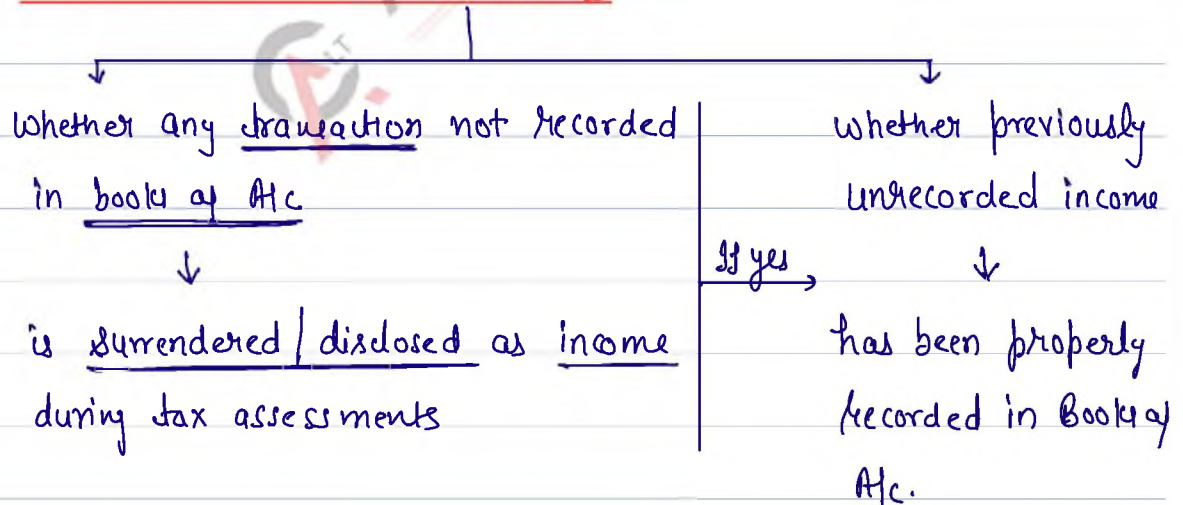 Whether any transaction not recorded
in books of A/c
is surrendered / disclosed as income
during tax assessments
If yes
whether previously
unrecorded income
has been properly
recorded in Books of
A/c.